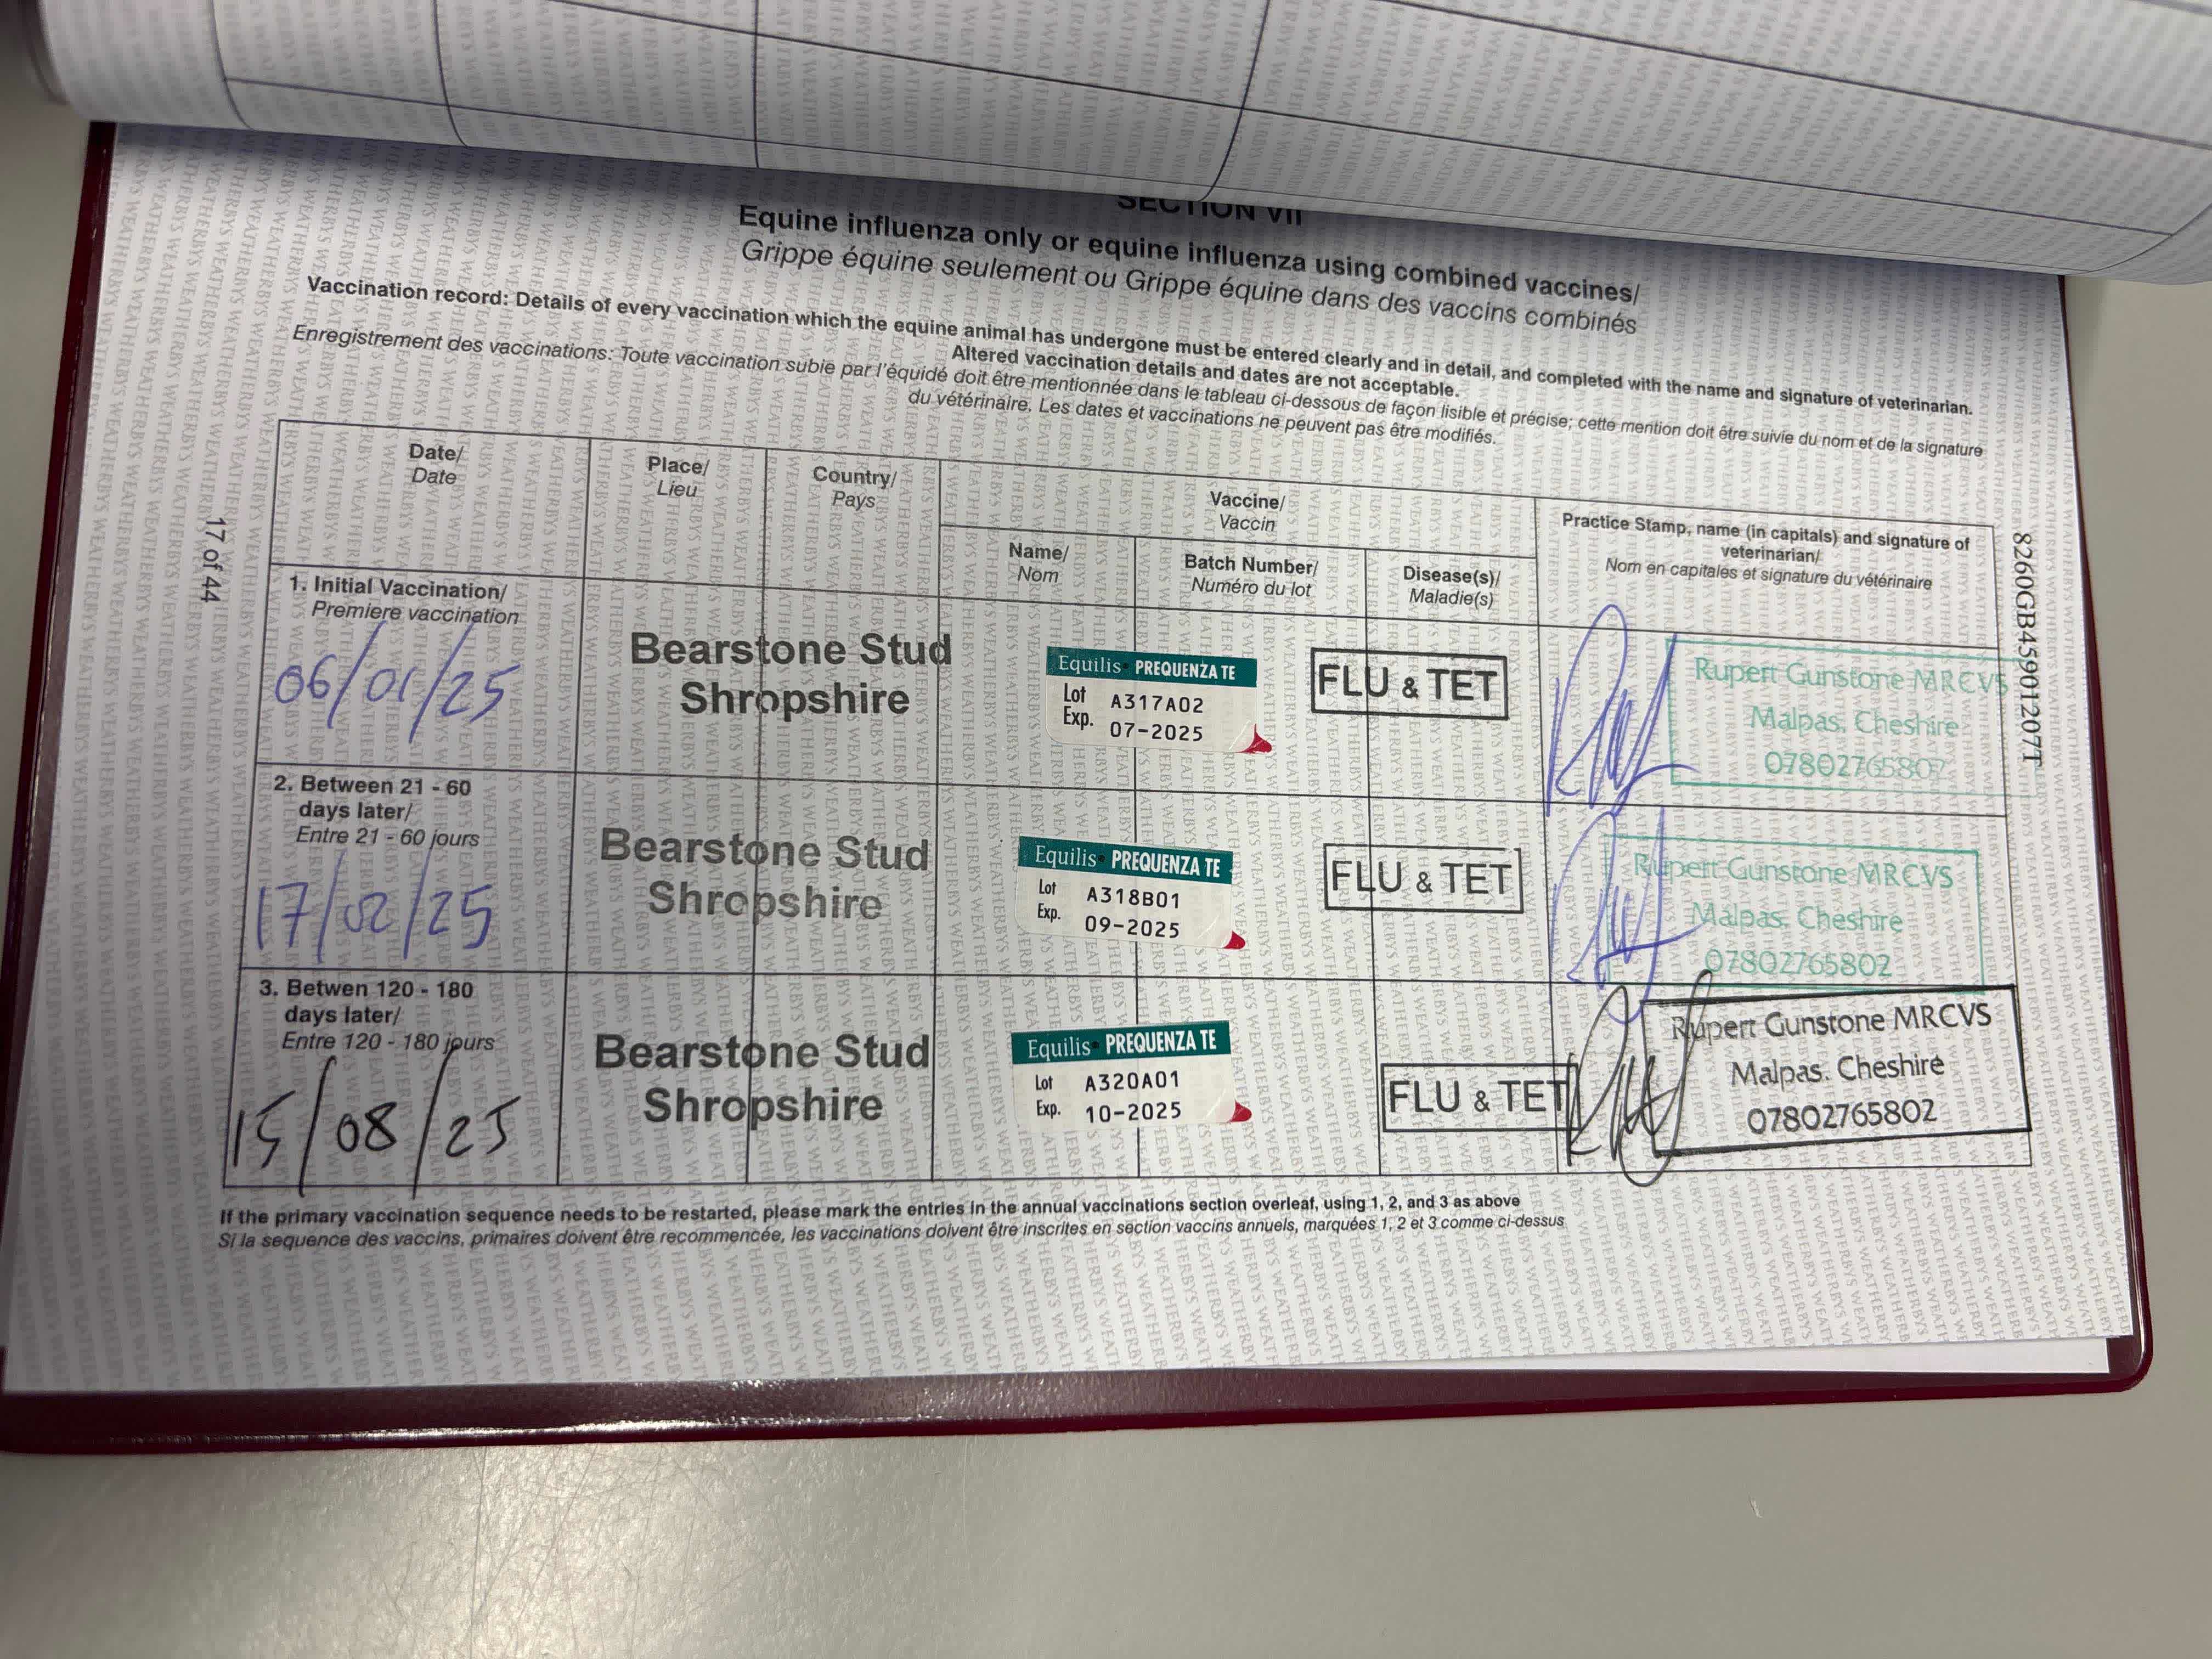 SECTION VII
Equine influenza only or equine influenza using combined vaccines/
Grippe équine seulement ou Grippe équine dans des vaccins combinés
Vaccination record: Details of every vaccination which the equine animal has undergone must be entered clearly and in detail, and completed with the name and signature of veterinarian.
Altered vaccination details and dates are not acceptable.
Enregistrement des vaccinations: Toute vaccination subie par l'équidé doit être mentionnée dans le tableau ci-dessous de façon lisible et précise; cette mention doit être suivie du nom et de la signature
du vétérinaire. Les dates et vaccinations ne peuvent pas être modifiés.
Date/
Date
Place/
Lieu
Country/
Pays
Vaccine/
Vaccin
Name/
Nom
Batch Number/
Numéro du lot
Disease(s)/
Maladie(s)
Practice Stamp, name (in capitals) and signature of
veterinarian/
Nom en capitales et signature du vétérinaire
1. Initial Vaccination/
Premiere vaccination
06/01/25
Bearstone Stud
Shropshire
Equilis PREQUENZA TE
Lot A317A02
Exp. 07-2025
FLU & TET
Rupert Gunstone MRCVS
Malpas. Cheshire
07802765802
2. Between 21 - 60
days later/
Entre 21 - 60 jours
17/02/25
Bearstone Stud
Shropshire
Equilis PREQUENZA TE
Lot A318B01
Exp. 09-2025
FLU & TET
Rupert Gunstone MRCVS
Malpas. Cheshire
07802765802
3. Betwen 120 - 180
days later/
Entre 120 - 180 jours
15/08/25
Bearstone Stud
Shropshire
Equilis PREQUENZA TE
Lot A320A01
Exp. 10-2025
FLU & TET
Rupert Gunstone MRCVS
Malpas. Cheshire
07802765802
If the primary vaccination sequence needs to be restarted, please mark the entries in the annual vaccinations section overleaf, using 1, 2, and 3 as above
Si la sequence des vaccins, primaires doivent être recommencée, les vaccinations doivent être inscrites en section vaccins annuels, marquées 1, 2 et 3 comme ci-dessus
17 of 44
8260GB45901207T